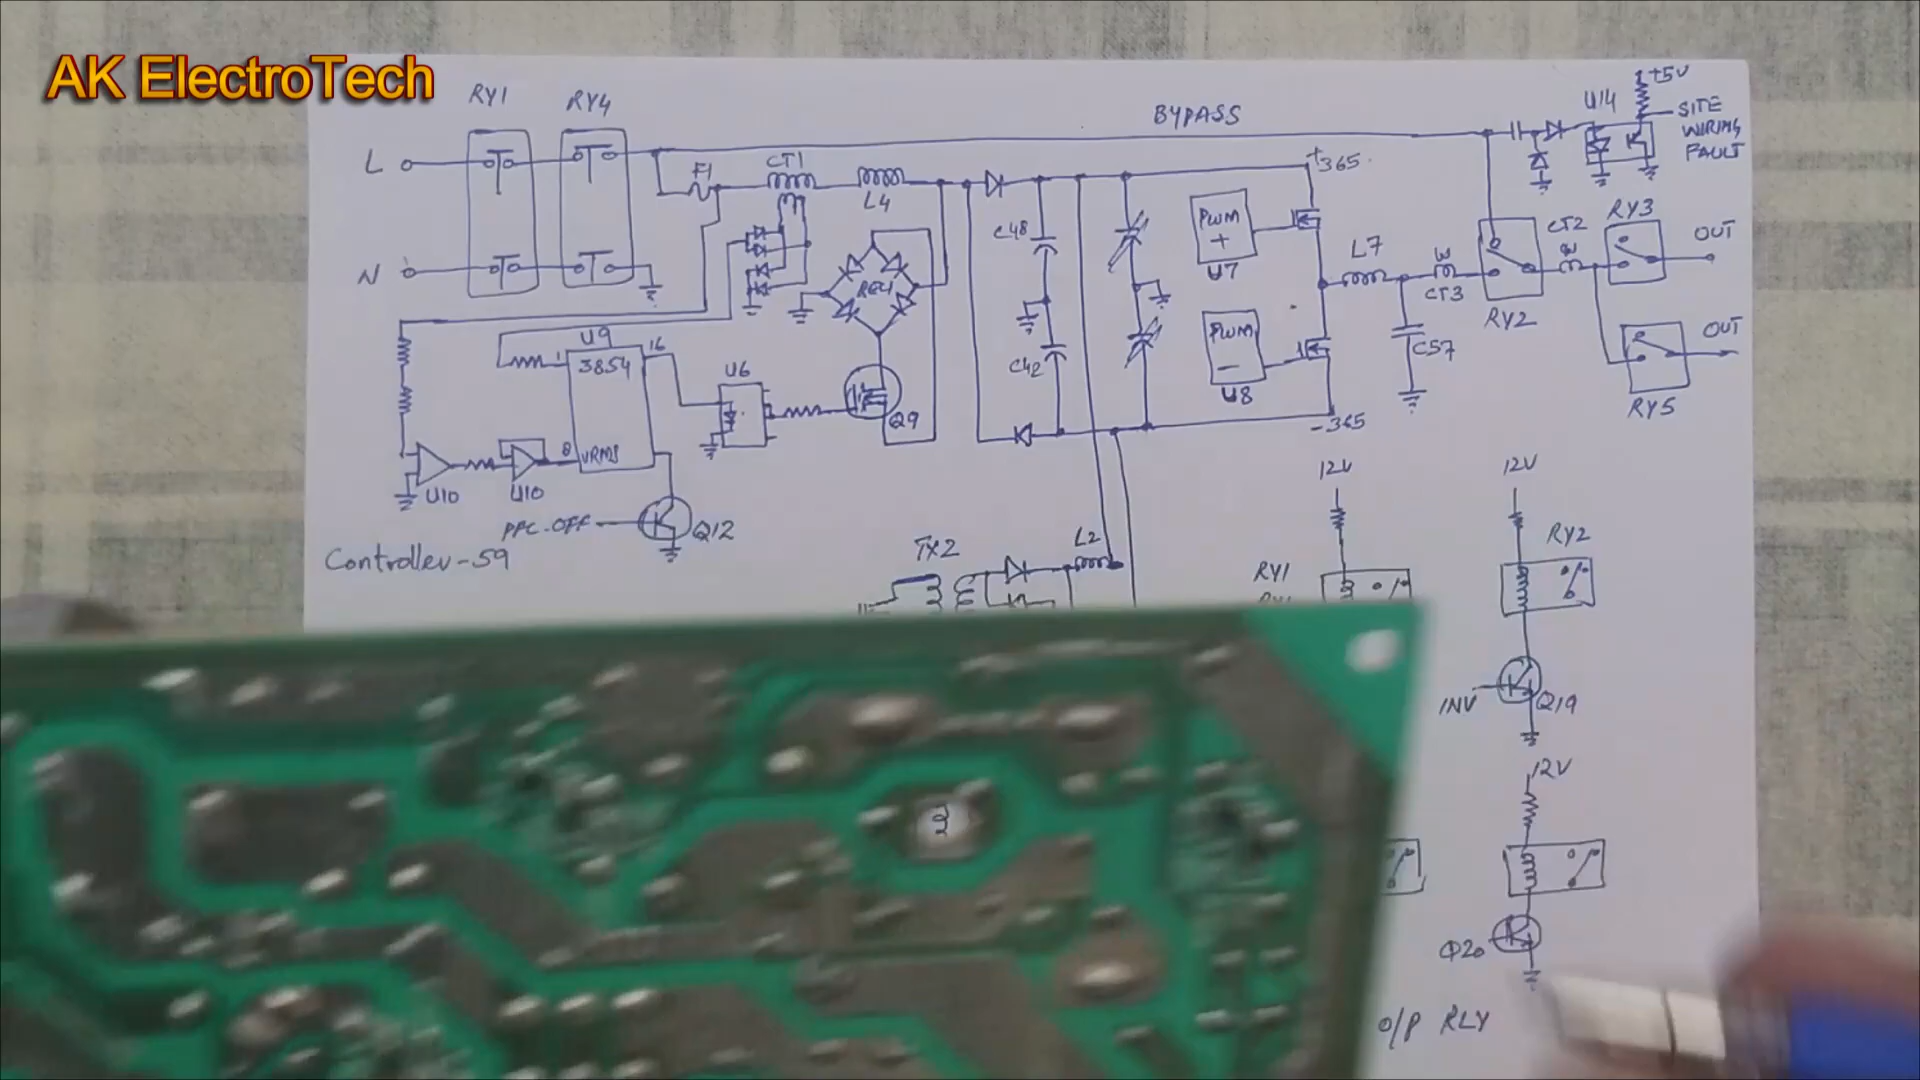 AK ElectroTech
RY1
RY4
BYPASS
U14
+5V
SITE
WIRING
FAULT
L
F1
CT1
L4
+365
C48
PWM
+
U7
L7
CT3
RY2
CT2
RY3
OUT
N
REC1
PWM
-
U8
C57
OUT
RY5
U9
1
16
3854
U6
C42
Q9
-365
8
VRMS
U10
U10
PFC-OFF
Q12
Controller-59
TX2
L2
12V
12V
RY1
RY2
INV
Q19
12V
Q20
O/P RLY